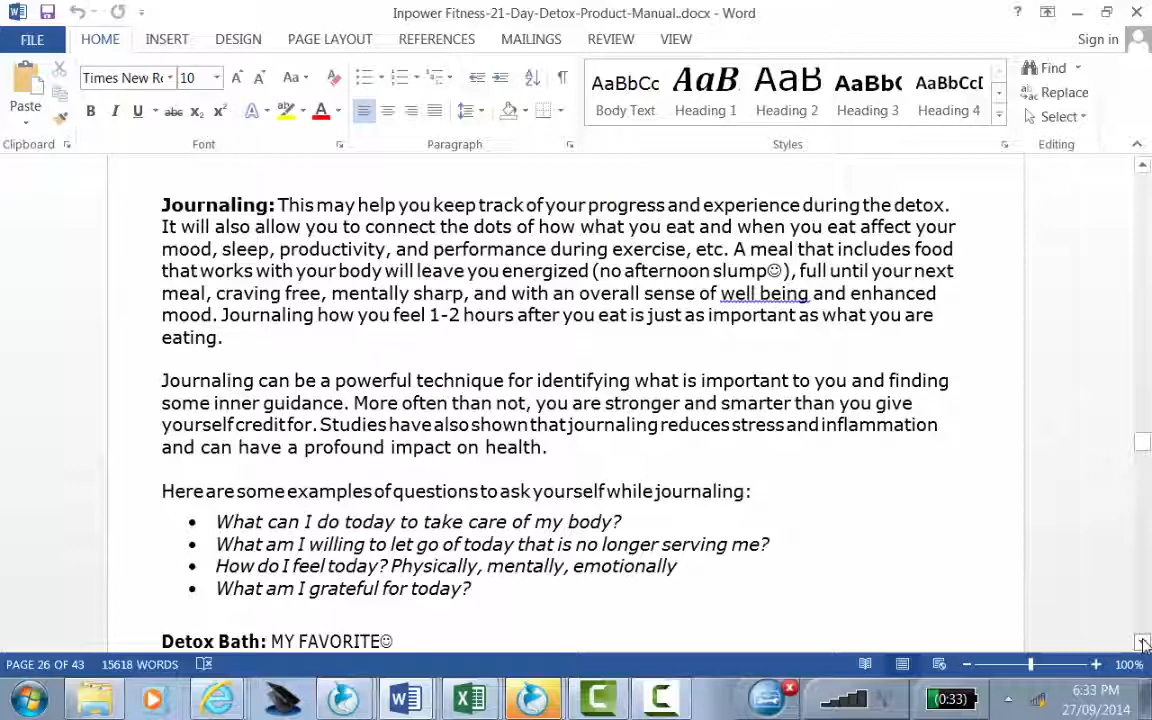 Inpower Fitness-21-Day-Detox-Product-Manual..docx - Word
FILE HOME INSERT DESIGN PAGE LAYOUT REFERENCES MAILINGS REVIEW VIEW Sign in
Paste
Times New Ro 10
AaBbCc AaB AaBb AaBb( AaBbC(
Body Text Heading 1 Heading 2 Heading 3 Heading 4
Find
Replace
Select
Clipboard Font Paragraph Styles Editing
Journaling: This may help you keep track of your progress and experience during the detox.
It will also allow you to connect the dots of how what you eat and when you eat affect your
mood, sleep, productivity, and performance during exercise, etc. A meal that includes food
that works with your body will leave you energized (no afternoon slump☺), full until your next
meal, craving free, mentally sharp, and with an overall sense of well being and enhanced
mood. Journaling how you feel 1-2 hours after you eat is just as important as what you are
eating.
Journaling can be a powerful technique for identifying what is important to you and finding
some inner guidance. More often than not, you are stronger and smarter than you give
yourself credit for. Studies have also shown that journaling reduces stress and inflammation
and can have a profound impact on health.
Here are some examples of questions to ask yourself while journaling:
• What can I do today to take care of my body?
• What am I willing to let go of today that is no longer serving me?
• How do I feel today? Physically, mentally, emotionally
• What am I grateful for today?
Detox Bath: MY FAVORITE☺
PAGE 26 OF 43 15618 WORDS 100%
(0:33)
6:33 PM
27/09/2014